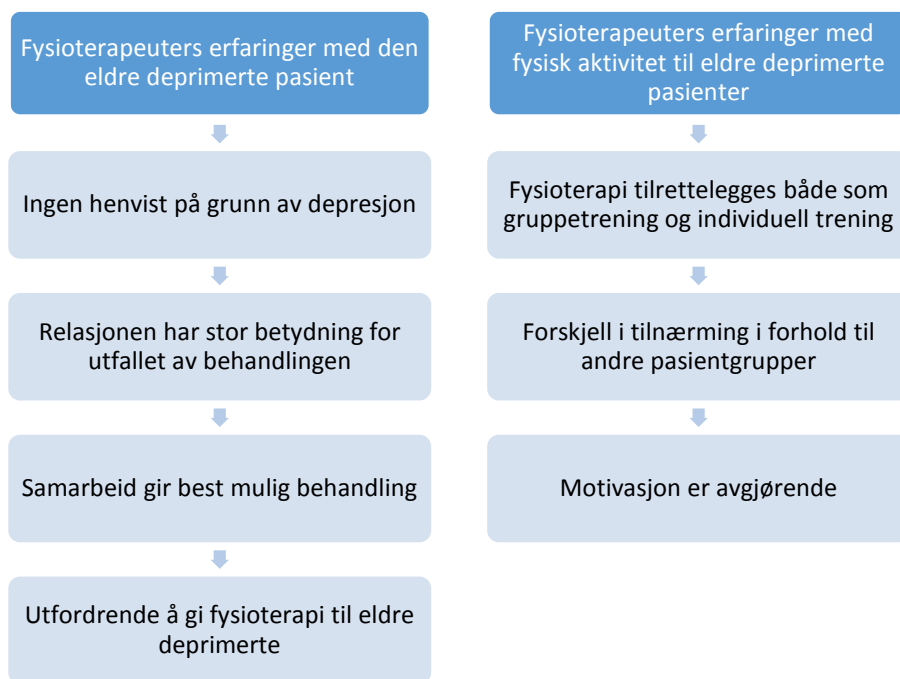 Fysioterapeuters erfaringer med den
eldre deprimerte pasient
Ingen henvist på grunn av depresjon
Relasjonen har stor betydning for
utfallet av behandlingen
Samarbeid gir best mulig behandling
Utfordrende å gi fysioterapi til eldre
deprimerte
Fysioterapeuters erfaringer med
fysisk aktivitet til eldre deprimerte
pasienter
Fysioterapi tilrettelegges både som
gruppetrening og individuell trening
Forskjell i tilnærming i forhold til
andre pasientgrupper
Motivasjon er avgjørende